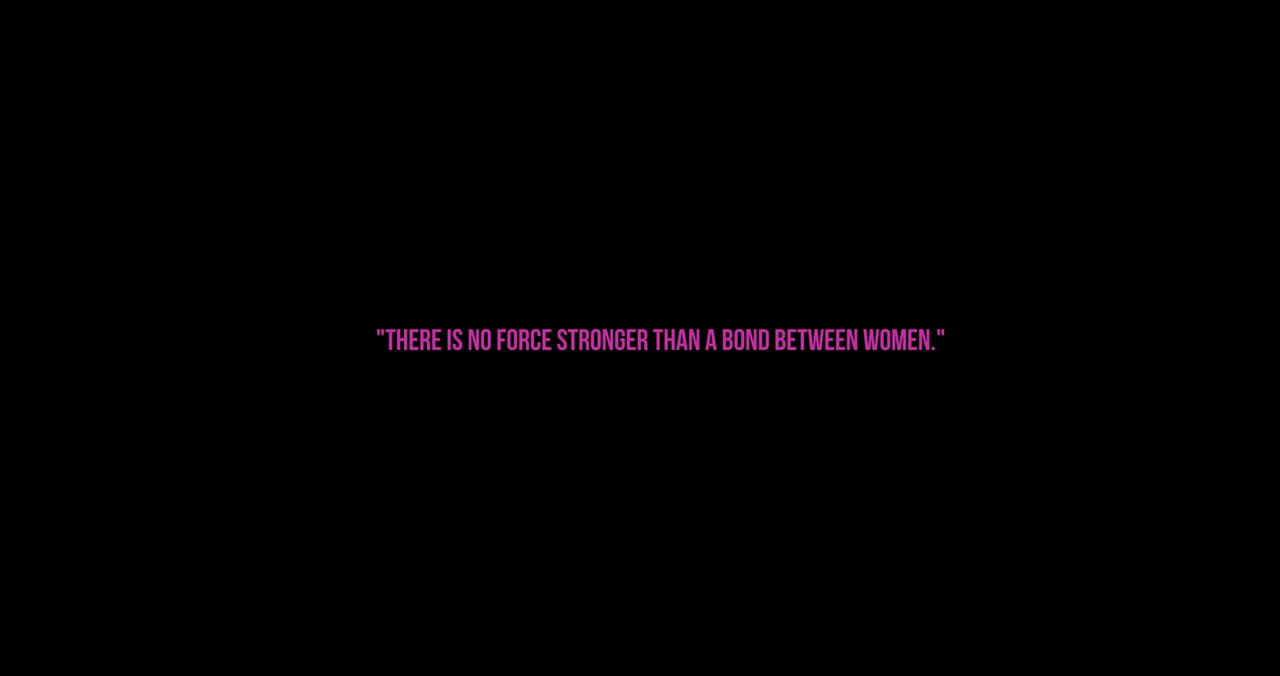 "THERE IS NO FORCE STRONGER THAN A BOND BETWEEN WOMEN."